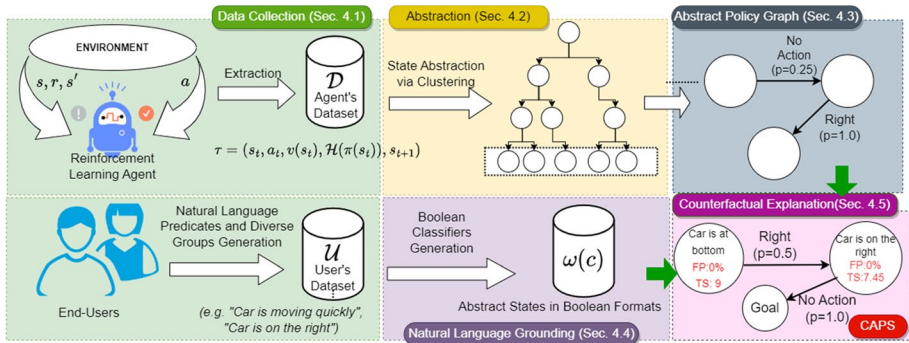 Data Collection (Sec. 4.1)
ENVIRONMENT
s, r, s′
a
Reinforcement
Learning Agent
Extraction
𝒟
Agent's
Dataset
τ = (s_t, a_t, v(s_t), ℋ(π(s_t)), s_{t+1})
Abstraction (Sec. 4.2)
State Abstraction
via Clustering
Abstract Policy Graph (Sec. 4.3)
No
Action
(p=0.25)
Right
(p=1.0)
End-Users
Natural Language
Predicates and Diverse
Groups Generation
𝒰
User's
Dataset
(e.g. "Car is moving quickly",
"Car is on the right")
Boolean
Classifiers
Generation
ω(c)
Abstract States in Boolean Formats
Natural Language Grounding (Sec. 4.4)
Counterfactual Explanation(Sec. 4.5)
Car is at
bottom
FP:0%
TS: 9
Right
(p=0.5)
Car is on the
right
FP:0%
TS:7.45
No Action
(p=1.0)
Goal
CAPS